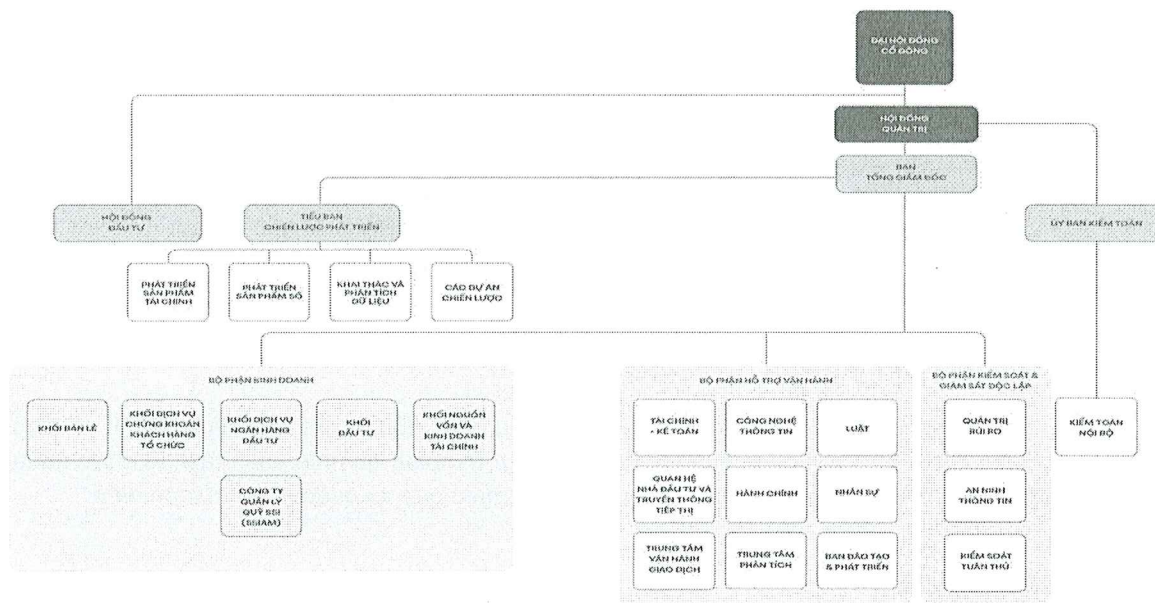 ĐẠI HỘI ĐỒNG
CỔ ĐÔNG
HỘI ĐỒNG
QUẢN TRỊ
BAN
TỔNG GIÁM ĐỐC
HỘI ĐỒNG
ĐẦU TƯ
TIỂU BAN
CHIẾN LƯỢC PHÁT TRIỂN
ỦY BAN KIỂM TOÁN
PHÁT TRIỂN
SẢN PHẨM
TÀI CHINH
PHÁT TRIỂN
SẢN PHẨM SỐ
KHAI THÁC VÀ
PHÂN TÍCH
DỮ LIỆU
CÁC DỰ ÁN
CHIẾN LƯỢC
BỘ PHẬN KINH DOANH
KHỐI BÁN LẺ
KHỐI DỊCH VỤ
CHỨNG KHOÁN
KHÁCH HÀNG
TỔ CHỨC
KHỐI DỊCH VỤ
NGÂN HÀNG
ĐẦU TƯ
KHỐI
ĐẦU TƯ
KHỐI NGUỒN
VỐN VÀ
KINH DOANH
TÀI CHÍNH
CÔNG TY
QUẢN LÝ
QUỸ SSI
(SSIAM)
BỘ PHẬN HỖ TRỢ VẬN HÀNH
TÀI CHÍNH
- KẾ TOÁN
CÔNG NGHỆ
THÔNG TIN
LUẬT
QUAN HỆ
NHÀ ĐẦU TƯ VÀ
TRUYỀN THÔNG
TIẾP THỊ
HÀNH CHÍNH
NHÂN SỰ
TRUNG TÂM
VẬN HÀNH
GIAO DỊCH
TRUNG TÂM
PHÂN TÍCH
BAN ĐÀO TẠO
& PHÁT TRIỂN
BỘ PHẬN KIỂM SOÁT &
GIÁM SÁT ĐỘC LẬP
QUẢN TRỊ
RỦI RO
AN NINH
THÔNG TIN
KIỂM SOÁT
TUÂN THỦ
KIỂM TOÁN
NỘI BỘ